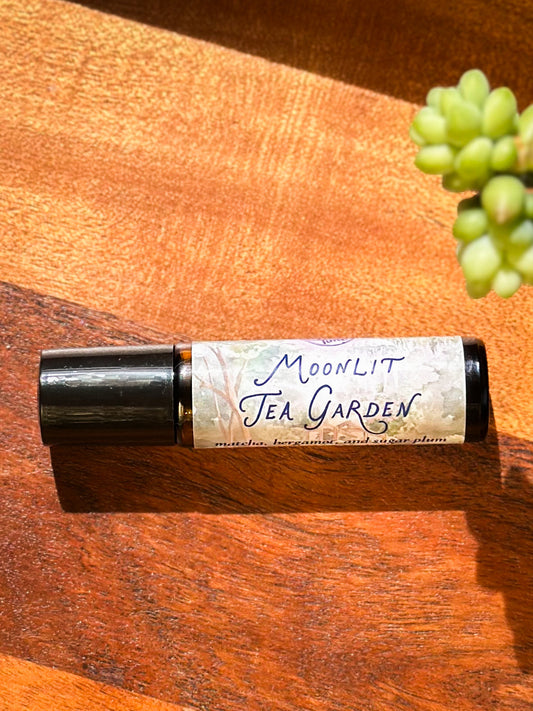 Moonlit
Tea Garden
matcha, bergamot, and sugar plum